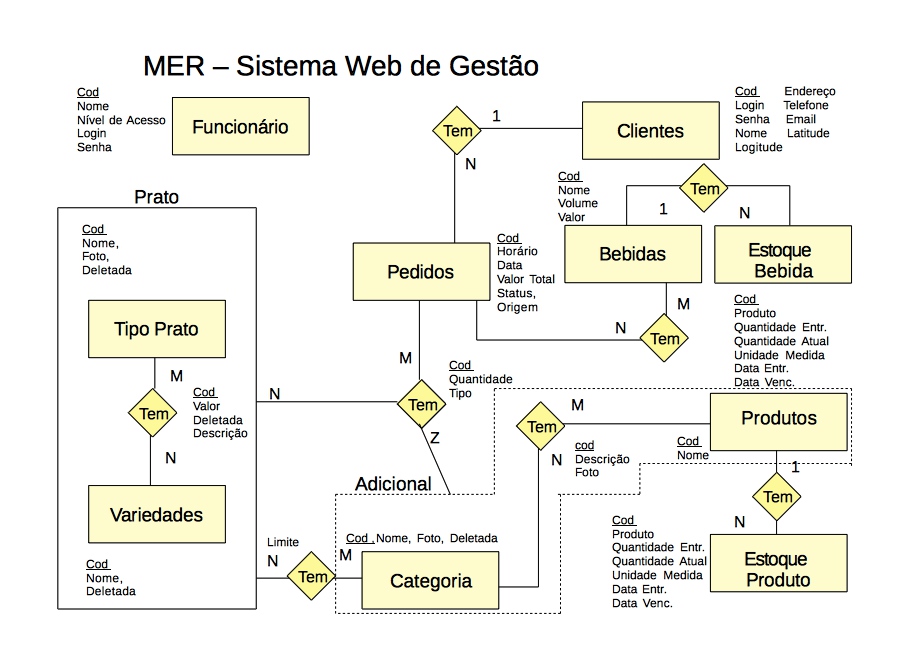 MER – Sistema Web de Gestão
Cod
Nome
Nível de Acesso
Login
Senha
Funcionário
Tem
1
N
Clientes
Cod Endereço
Login Telefone
Senha Email
Nome Latitude
Logitude
Prato
Cod
Nome,
Foto,
Deletada
Tipo Prato
M
Tem
Cod
Valor
Deletada
Descrição
N
Variedades
Cod
Nome,
Deletada
Pedidos
Cod
Horário
Data
Valor Total
Status,
Origem
Cod
Nome
Volume
Valor
Tem
1
N
Bebidas
Estoque
Bebida
M
N
Tem
Cod
Produto
Quantidade Entr.
Quantidade Atual
Unidade Medida
Data Entr.
Data Venc.
M
N
Tem
Z
Cod
Quantidade
Tipo
Adicional
Tem
M
N
cod
Descrição
Foto
Cod
Nome
Produtos
1
Tem
N
Cod
Produto
Quantidade Entr.
Quantidade Atual
Unidade Medida
Data Entr.
Data Venc.
Estoque
Produto
Limite
N
Tem
M
Cod ,Nome, Foto, Deletada
Categoria